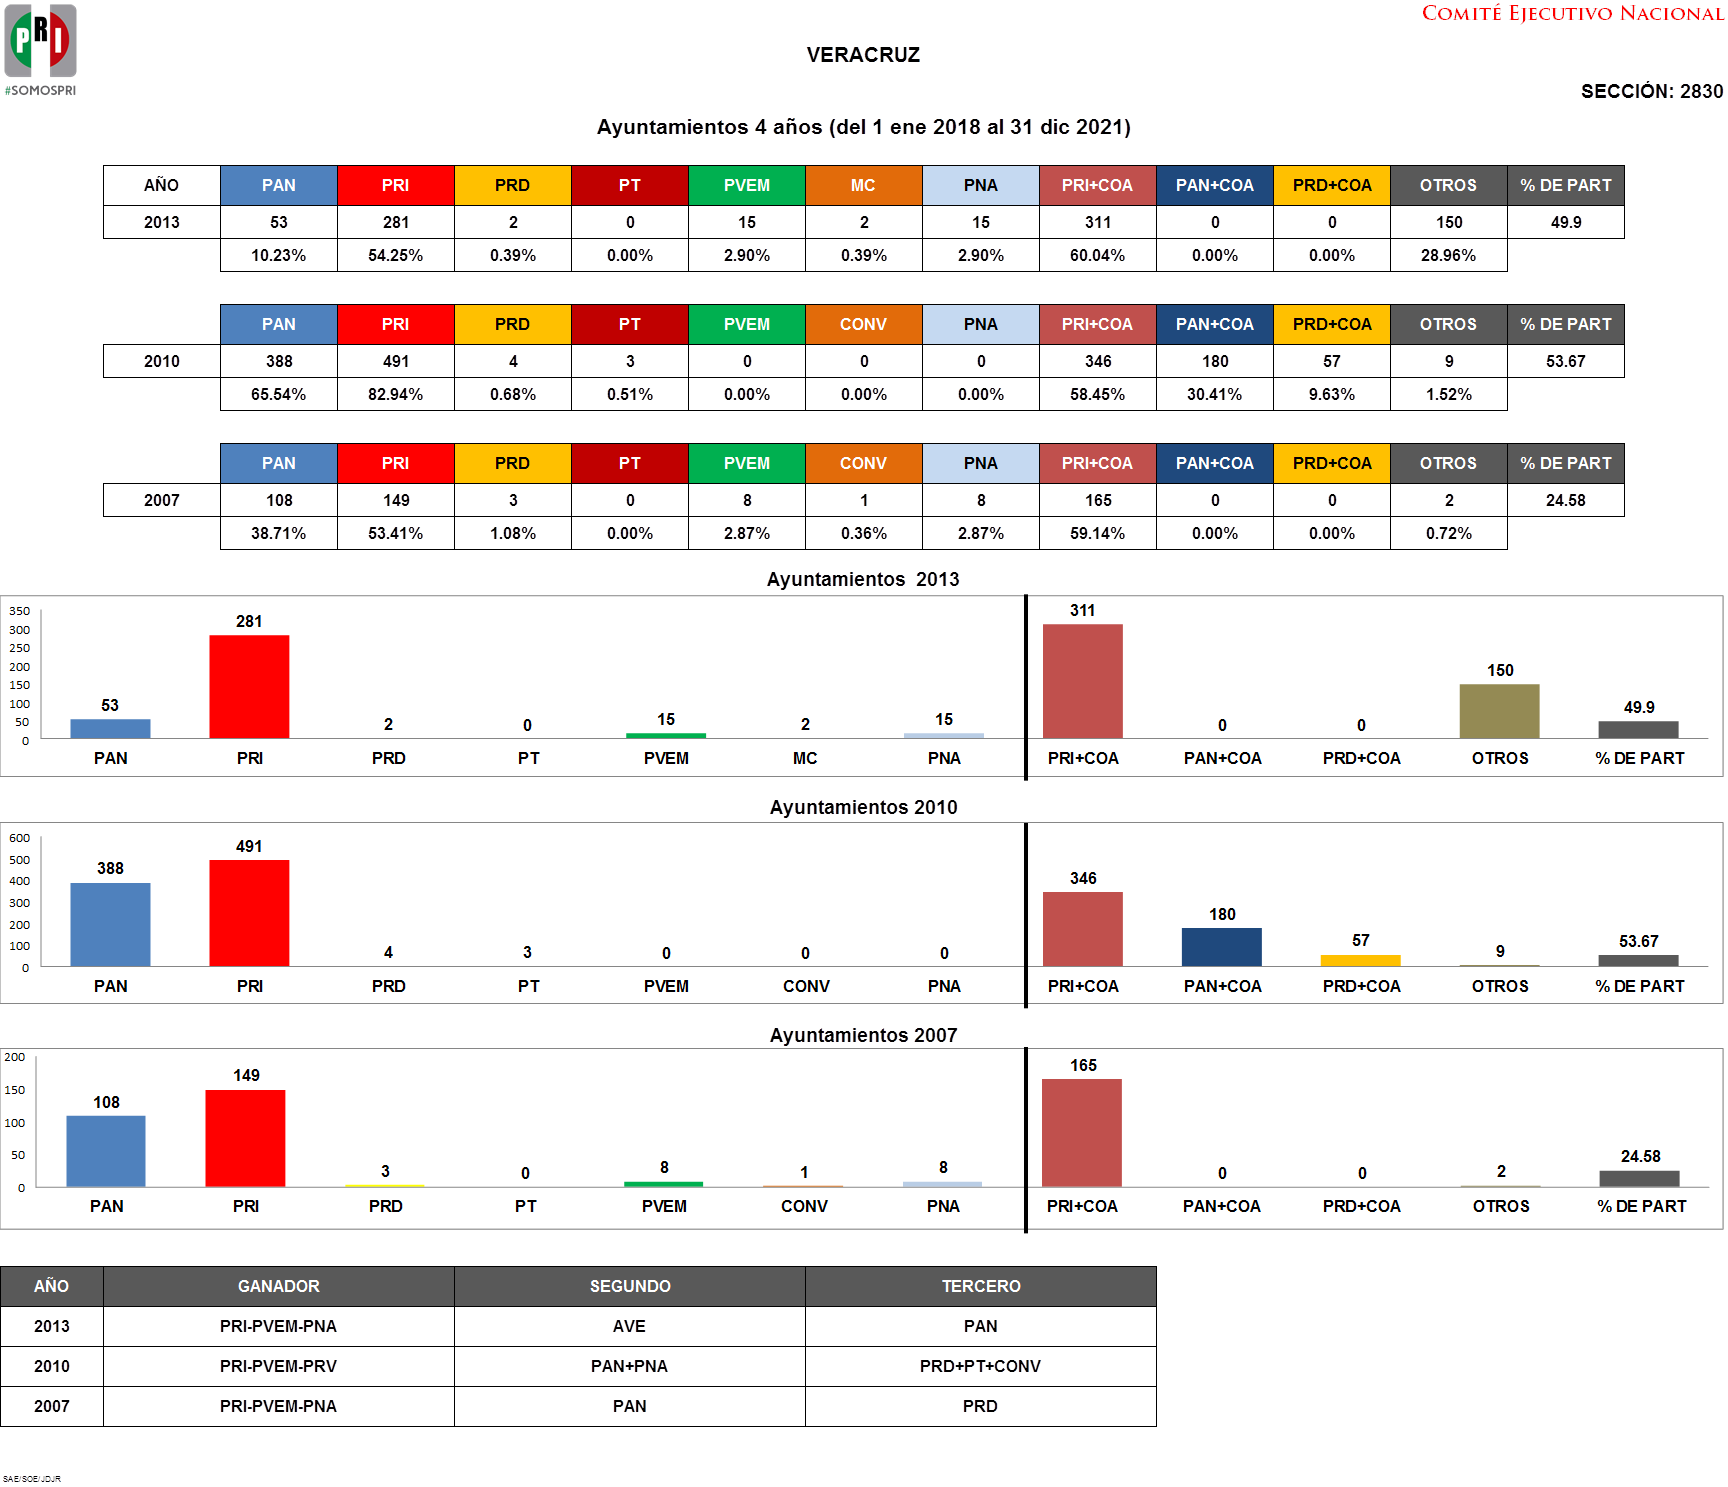 PRI
#SOMOSPRI
COMITÉ EJECUTIVO NACIONAL
VERACRUZ
SECCIÓN: 2830
Ayuntamientos 4 años (del 1 ene 2018 al 31 dic 2021)
AÑO PAN PRI PRD PT PVEM MC PNA PRI+COA PAN+COA PRD+COA OTROS % DE PART
2013 53 281 2 0 15 2 15 311 0 0 150 49.9
10.23% 54.25% 0.39% 0.00% 2.90% 0.39% 2.90% 60.04% 0.00% 0.00% 28.96%
PAN PRI PRD PT PVEM CONV PNA PRI+COA PAN+COA PRD+COA OTROS % DE PART
2010 388 491 4 3 0 0 0 346 180 57 9 53.67
65.54% 82.94% 0.68% 0.51% 0.00% 0.00% 0.00% 58.45% 30.41% 9.63% 1.52%
PAN PRI PRD PT PVEM CONV PNA PRI+COA PAN+COA PRD+COA OTROS % DE PART
2007 108 149 3 0 8 1 8 165 0 0 2 24.58
38.71% 53.41% 1.08% 0.00% 2.87% 0.36% 2.87% 59.14% 0.00% 0.00% 0.72%
Ayuntamientos 2013
350
300
250
200
150
100
50
0
53 281 2 0 15 2 15 311 0 0 150 49.9
PAN PRI PRD PT PVEM MC PNA PRI+COA PAN+COA PRD+COA OTROS % DE PART
Ayuntamientos 2010
600
500
400
300
200
100
0
388 491 4 3 0 0 0 346 180 57 9 53.67
PAN PRI PRD PT PVEM CONV PNA PRI+COA PAN+COA PRD+COA OTROS % DE PART
Ayuntamientos 2007
200
150
100
50
0
108 149 3 0 8 1 8 165 0 0 2 24.58
PAN PRI PRD PT PVEM CONV PNA PRI+COA PAN+COA PRD+COA OTROS % DE PART
AÑO GANADOR SEGUNDO TERCERO
2013 PRI-PVEM-PNA AVE PAN
2010 PRI-PVEM-PRV PAN+PNA PRD+PT+CONV
2007 PRI-PVEM-PNA PAN PRD
SAE/SOE/JDJR